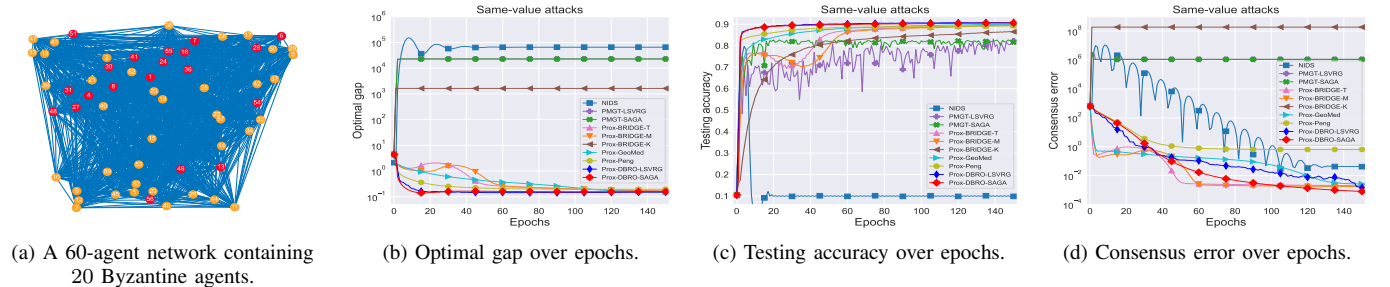 Same-value attacks
10^6
10^5
10^4
10^3
10^2
10^1
10^0
10^-1
Optimal gap
0 20 40 60 80 100 120 140
Epochs
NIDS
PMGT-LSVRG
PMGT-SAGA
Prox-BRIDGE-T
Prox-BRIDGE-M
Prox-BRIDGE-K
Prox-GeoMed
Prox-Peng
Prox-DBRO-LSVRG
Prox-DBRO-SAGA
Same-value attacks
0.9
0.8
0.7
0.6
0.5
0.4
0.3
0.2
0.1
Testing accuracy
0 20 40 60 80 100 120 140
Epochs
PMGT-LSVRG
PMGT-SAGA
Prox-BRIDGE-T
Prox-BRIDGE-M
Prox-BRIDGE-K
Prox-GeoMed
Prox-Peng
NIDS
Prox-DBRO-LSVRG
Prox-DBRO-SAGA
Same-value attacks
10^8
10^6
10^4
10^2
10^0
10^-2
10^-4
Consensus error
0 15 30 45 60 75 90 105 120 135 150
Epochs
NIDS
PMGT-LSVRG
PMGT-SAGA
Prox-BRIDGE-T
Prox-BRIDGE-M
Prox-BRIDGE-K
Prox-GeoMed
Prox-Peng
Prox-DBRO-LSVRG
Prox-DBRO-SAGA
(a) A 60-agent network containing
20 Byzantine agents.
(b) Optimal gap over epochs.
(c) Testing accuracy over epochs.
(d) Consensus error over epochs.